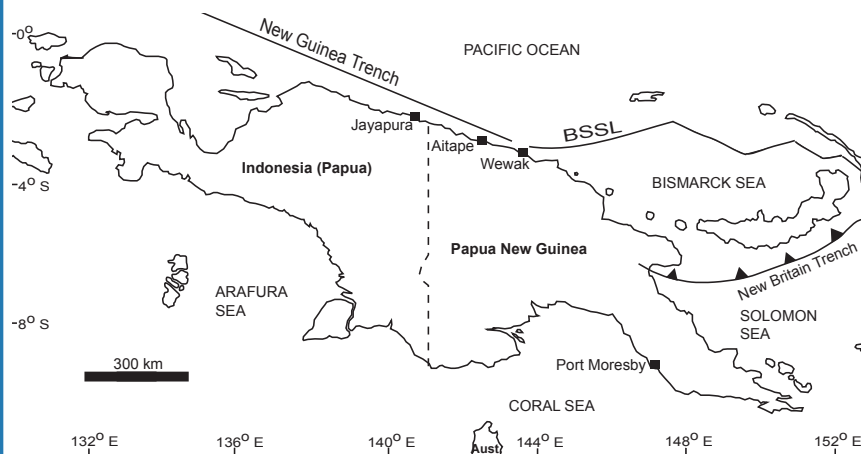 -0° S
New Guinea Trench
PACIFIC OCEAN
Jayapura
BSSL
Aitape
Wewak
Indonesia (Papua)
-4° S
BISMARCK SEA
Papua New Guinea
New Britain Trench
ARAFURA
SEA
SOLOMON
SEA
-8° S
300 km
Port Moresby
CORAL SEA
Aust.
132° E
136° E
140° E
144° E
148° E
152° E